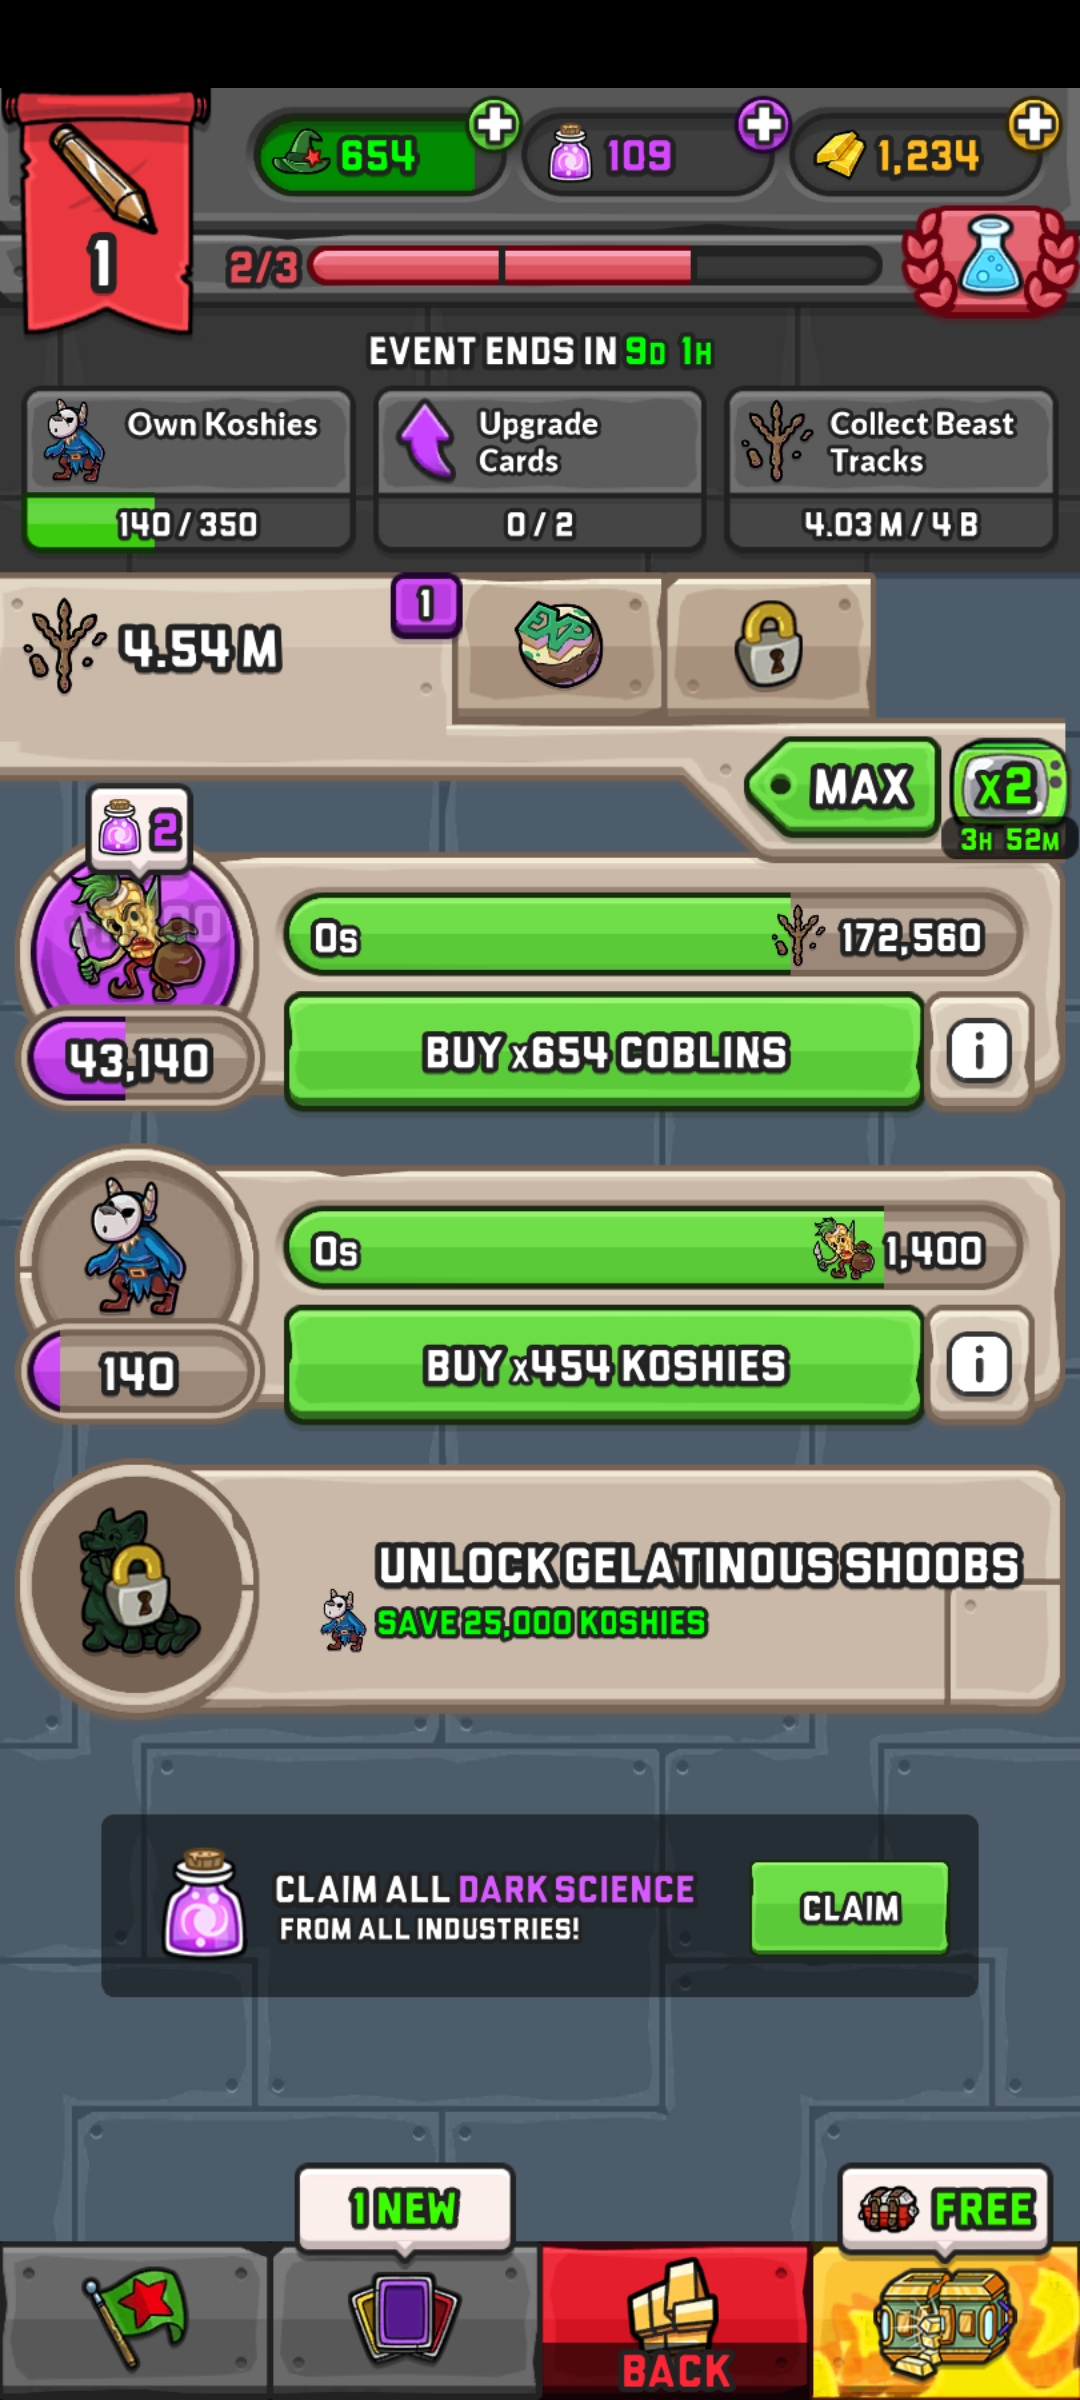 654
109
1,234
1
2/3
EVENT ENDS IN 9D 1H
Own Koshies
140 / 350
Upgrade
Cards
0 / 2
Collect Beast
Tracks
4.03 M / 4 B
4.54 M
1
EXP
MAX
x2
3H 52M
2
0s
172,560
43,140
BUY x654 COBLINS
i
0s
1,400
140
BUY x454 KOSHIES
i
UNLOCK GELATINOUS SHOOBS
SAVE 25,000 KOSHIES
CLAIM ALL DARK SCIENCE
FROM ALL INDUSTRIES!
CLAIM
1 NEW
FREE
BACK